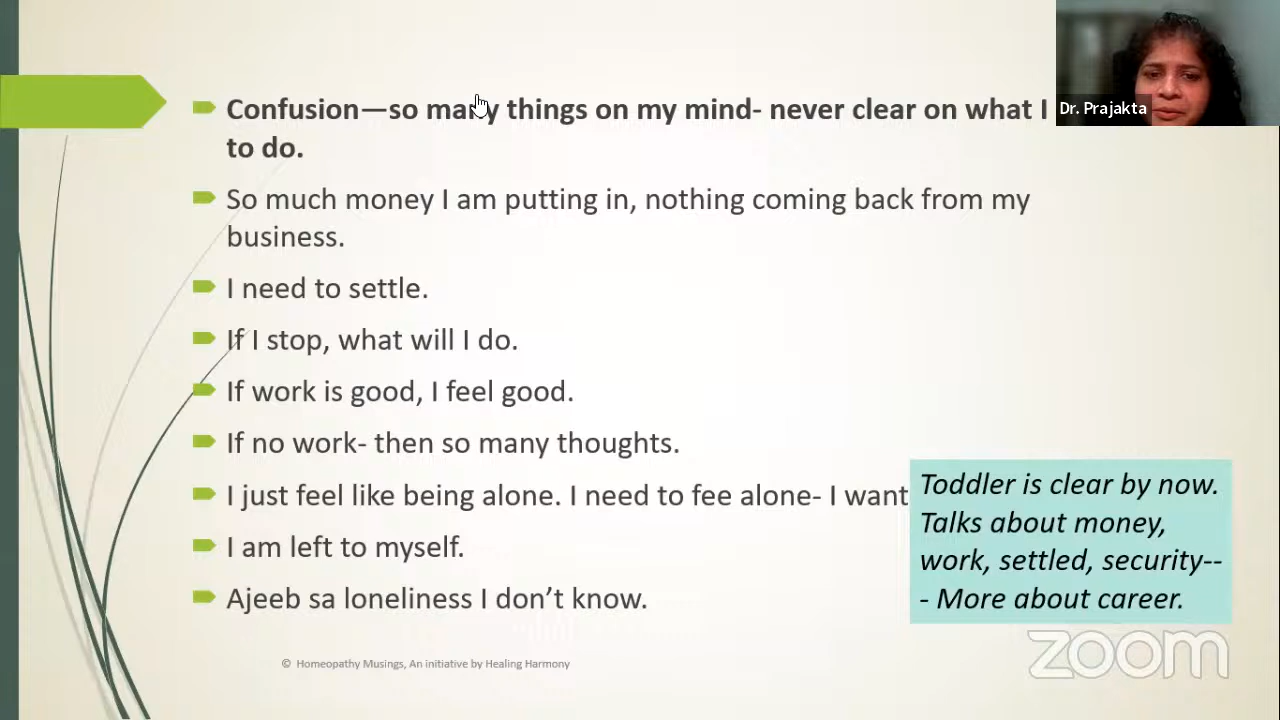 Confusion—so many things on my mind- never clear on what I
to do.
So much money I am putting in, nothing coming back from my
business.
I need to settle.
If I stop, what will I do.
If work is good, I feel good.
If no work- then so many thoughts.
I just feel like being alone. I need to fee alone- I want
I am left to myself.
Ajeeb sa loneliness I don’t know.
Toddler is clear by now.
Talks about money,
work, settled, security--
- More about career.
© Homeopathy Musings, An initiative by Healing Harmony
Dr. Prajakta
zoom